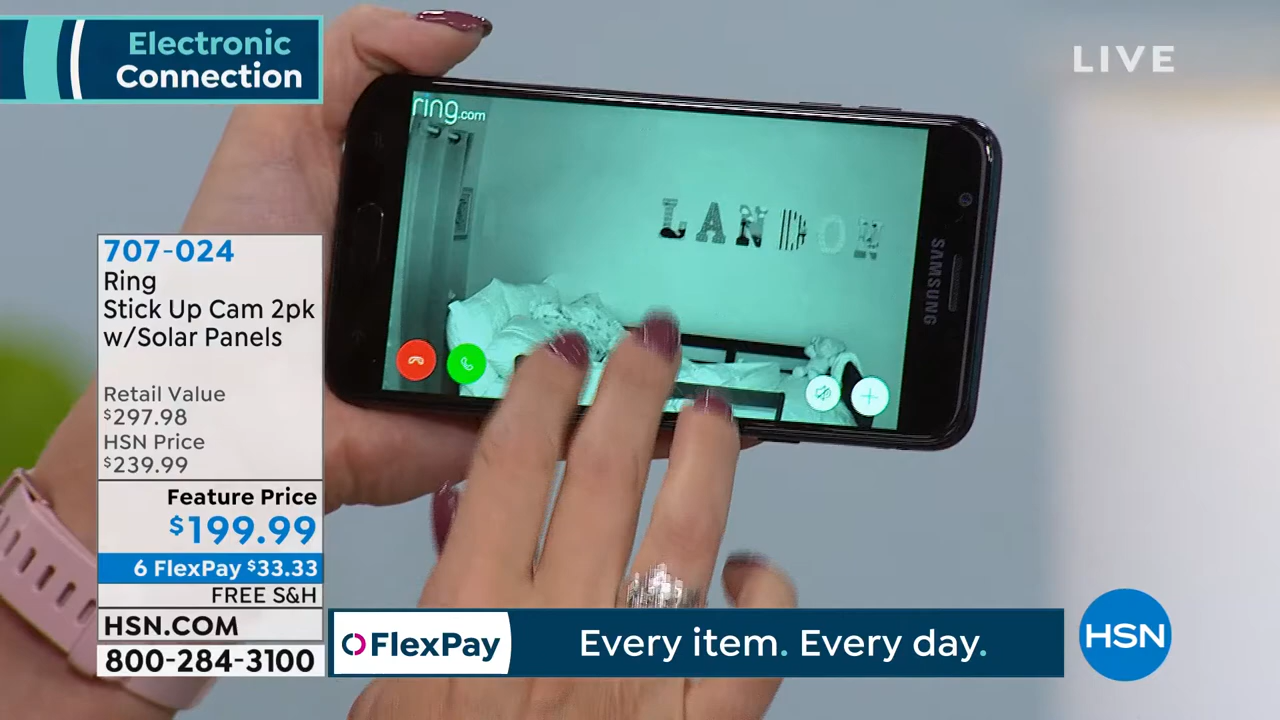 Electronic
Connection
LIVE
ring.com
LANDON
SAMSUNG
707-024
Ring
Stick Up Cam 2pk
w/Solar Panels
Retail Value
$297.98
HSN Price
$239.99
Feature Price
$199.99
6 FlexPay $33.33
FREE S&H
HSN.COM
800-284-3100
FlexPay
Every item. Every day.
HSN